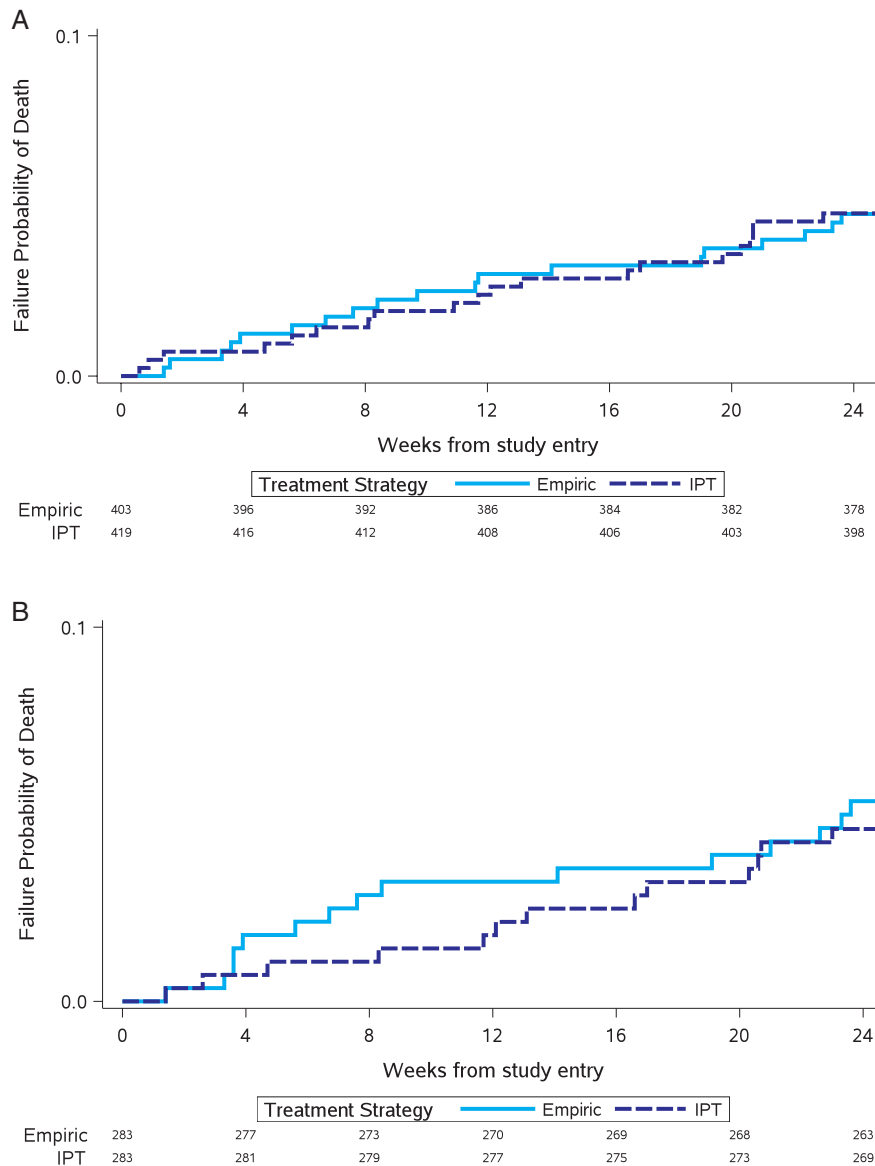 A
0.1
Failure Probability of Death
0.0
0 4 8 12 16 20 24
Weeks from study entry
Treatment Strategy Empiric IPT
Empiric 403 396 392 386 384 382 378
IPT 419 416 412 408 406 403 398
B
0.1
Failure Probability of Death
0.0
0 4 8 12 16 20 24
Weeks from study entry
Treatment Strategy Empiric IPT
Empiric 283 277 273 270 269 268 263
IPT 283 281 279 277 275 273 269